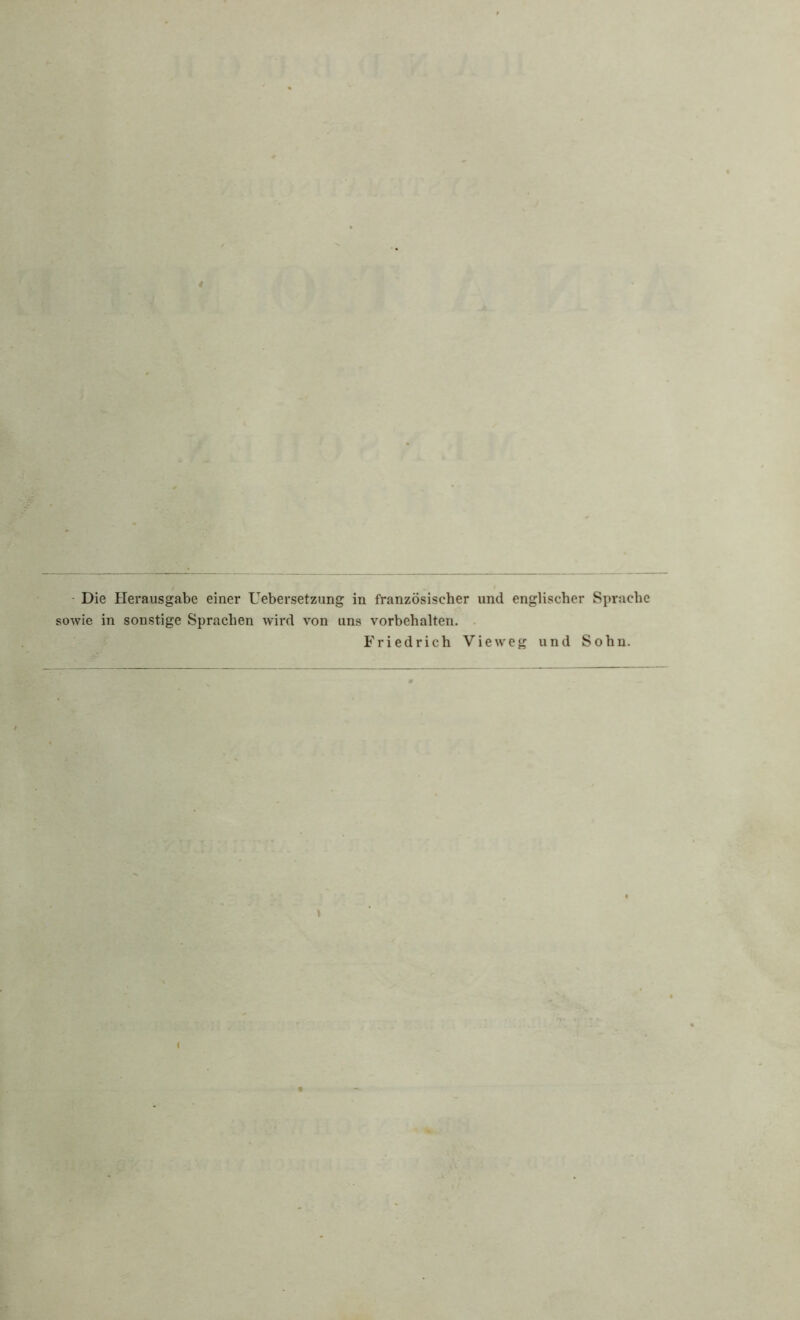 Die Herausgabe einer Uebersetzung in französischer und englischer Sprache
sowie in sonstige Sprachen wird von uns vorbehalten.
Friedrich Vieweg und Sohn.